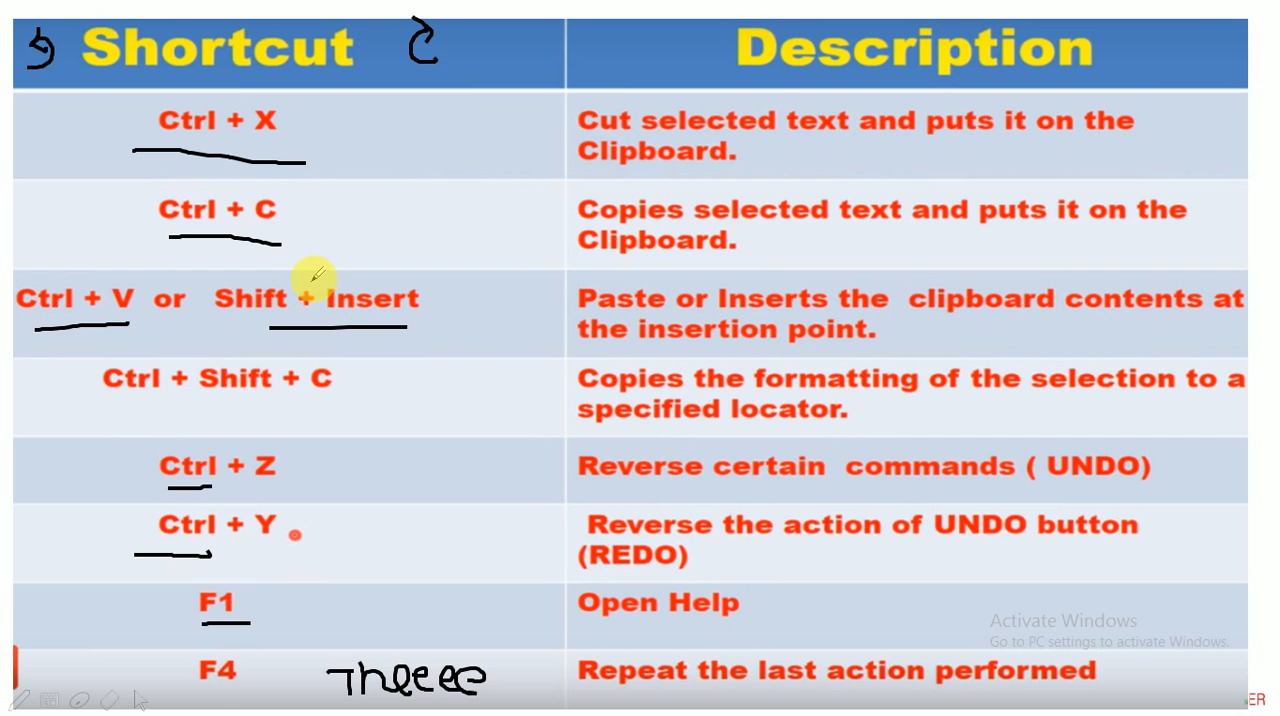 Shortcut Description
Ctrl + X Cut selected text and puts it on the
Clipboard.
Ctrl + C Copies selected text and puts it on the
Clipboard.
Ctrl + V or Shift + Insert Paste or Inserts the clipboard contents at
the insertion point.
Ctrl + Shift + C Copies the formatting of the selection to a
specified locator.
Ctrl + Z Reverse certain commands ( UNDO)
Ctrl + Y Reverse the action of UNDO button
(REDO)
F1 Open Help
Activate Windows
Go to PC settings to activate Windows.
F4 Theeee Repeat the last action performed
ER